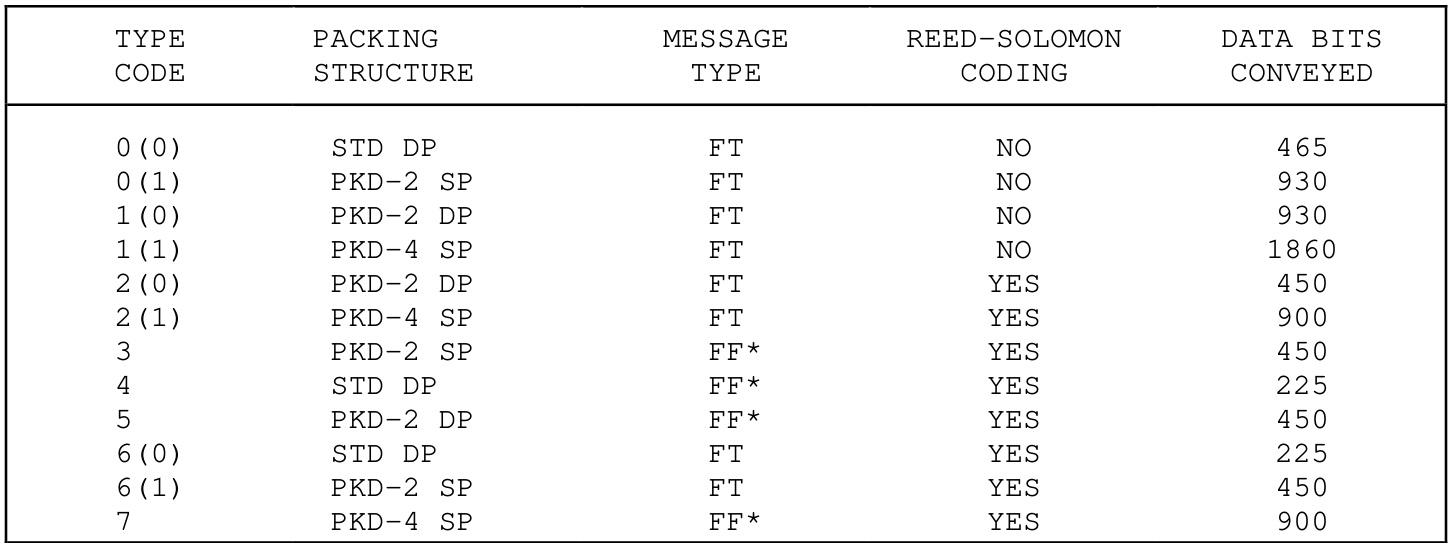 TYPE PACKING MESSAGE REED-SOLOMON DATA BITS
CODE STRUCTURE TYPE CODING CONVEYED
0(0) STD DP FT NO 465
0(1) PKD-2 SP FT NO 930
1(0) PKD-2 DP FT NO 930
1(1) PKD-4 SP FT NO 1860
2(0) PKD-2 DP FT YES 450
2(1) PKD-4 SP FT YES 900
3 PKD-2 SP FF* YES 450
4 STD DP FF* YES 225
5 PKD-2 DP FF* YES 450
6(0) STD DP FT YES 225
6(1) PKD-2 SP FT YES 450
7 PKD-4 SP FF* YES 900